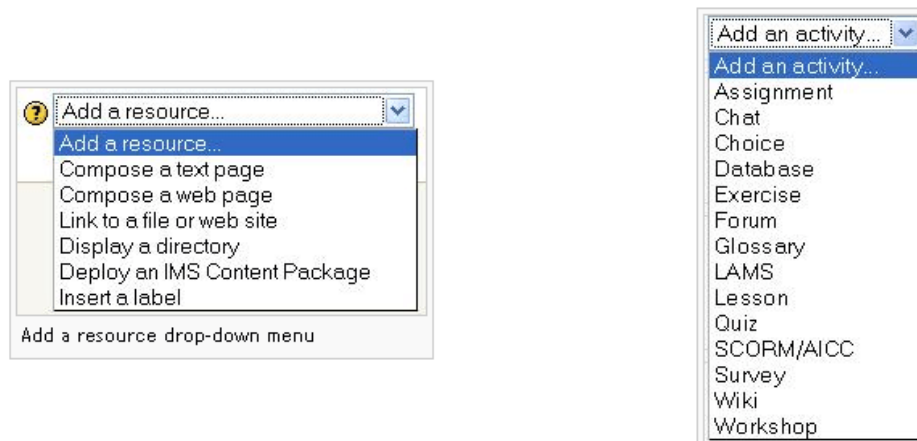 Add a resource...
Add a resource...
Compose a text page
Compose a web page
Link to a file or web site
Display a directory
Deploy an IMS Content Package
Insert a label
Add a resource drop-down menu
Add an activity...
Add an activity...
Assignment
Chat
Choice
Database
Exercise
Forum
Glossary
LAMS
Lesson
Quiz
SCORM/AICC
Survey
Wiki
Workshop